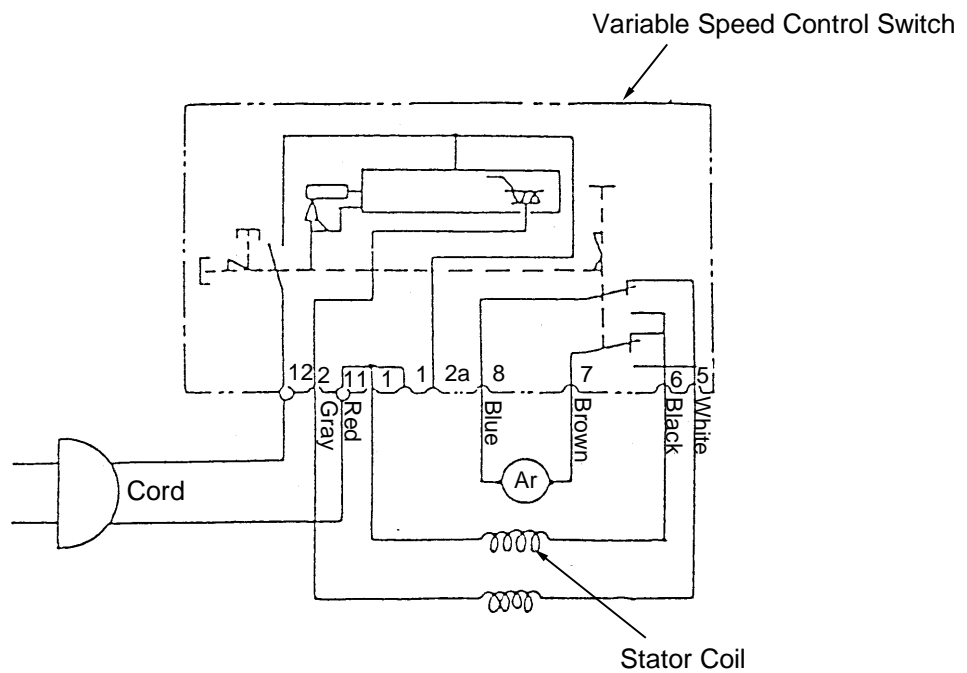 Variable Speed Control Switch
12 2 11 1 1 2a 8 7 6 5
Gray
Red
Blue
Brown
Black
White
Ar
Cord
Stator Coil